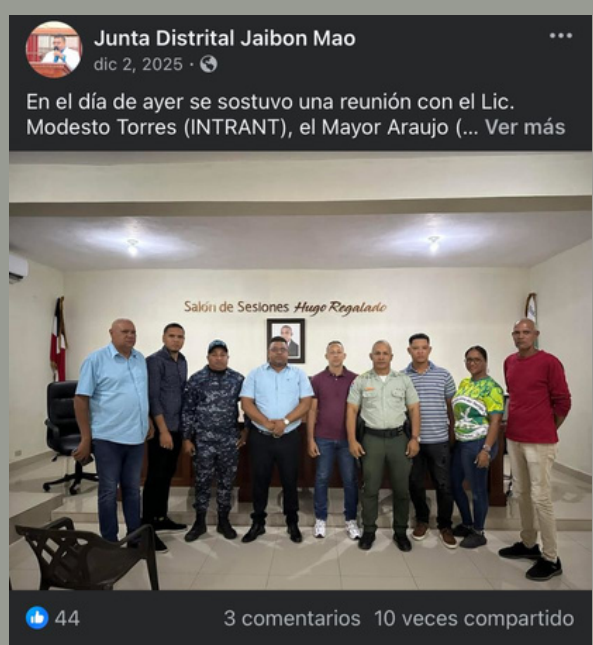 Junta Distrital Jaibon Mao
dic 2, 2025 ·
En el día de ayer se sostuvo una reunión con el Lic.
Modesto Torres (INTRANT), el Mayor Araujo (... Ver más
Salón de Sesiones Hugo Regalado
44
3 comentarios 10 veces compartido